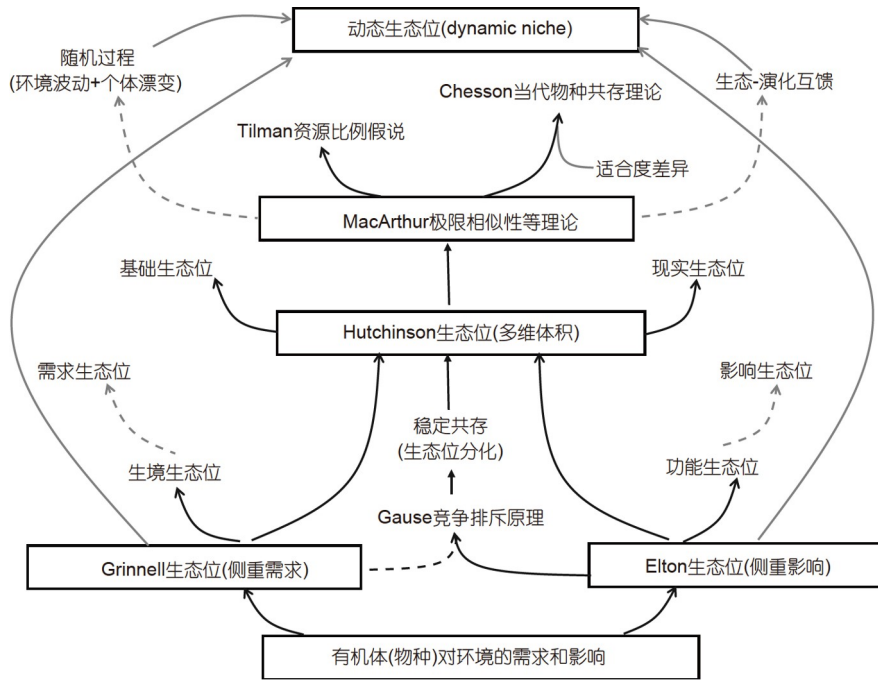 动态生态位(dynamic niche)
随机过程
(环境波动+个体漂变)
生态-演化互馈
Chesson当代物种共存理论
Tilman资源比例假说
适合度差异
MacArthur极限相似性等理论
基础生态位
现实生态位
Hutchinson生态位(多维体积)
需求生态位
影响生态位
稳定共存
(生态位分化)
生境生态位
功能生态位
Gause竞争排斥原理
Grinnell生态位(侧重需求)
Elton生态位(侧重影响)
有机体(物种)对环境的需求和影响